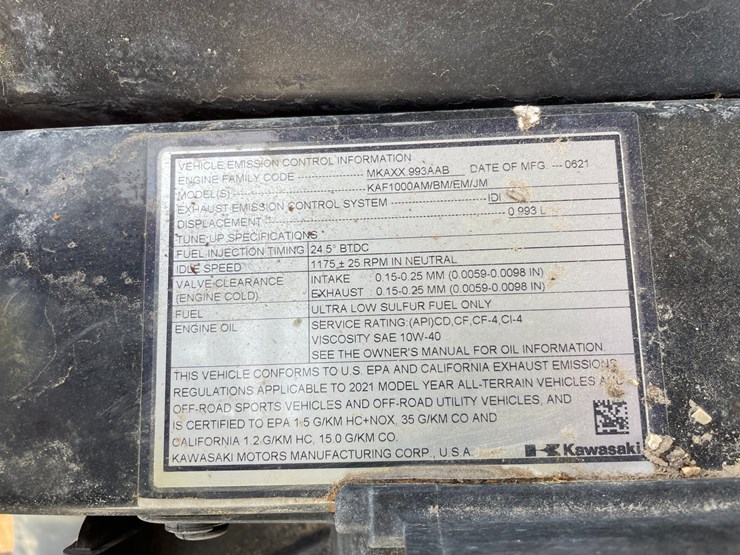 VEHICLE EMISSION CONTROL INFORMATION
ENGINE FAMILY CODE -------------- MKAXX.993AAB DATE OF MFG. --- 0621
MODEL(S) -------------------------- KAF1000AM/BM/EM/JM
EXHAUST EMISSION CONTROL SYSTEM -------------------- IDI
DISPLACEMENT -------------------------------------------- 0.993 L
TUNE-UP SPECIFICATIONS
FUEL INJECTION TIMING 24.5° BTDC
IDLE SPEED 1175 ± 25 RPM IN NEUTRAL
VALVE CLEARANCE INTAKE 0.15-0.25 MM (0.0059-0.0098 IN)
(ENGINE COLD) EXHAUST 0.15-0.25 MM (0.0059-0.0098 IN)
FUEL ULTRA LOW SULFUR FUEL ONLY
ENGINE OIL SERVICE RATING:(API)CD,CF,CF-4,CI-4
VISCOSITY SAE 10W-40
SEE THE OWNER'S MANUAL FOR OIL INFORMATION.
THIS VEHICLE CONFORMS TO U.S. EPA AND CALIFORNIA EXHAUST EMISSIONS
REGULATIONS APPLICABLE TO 2021 MODEL YEAR ALL-TERRAIN VEHICLES AND
OFF-ROAD SPORTS VEHICLES AND OFF-ROAD UTILITY VEHICLES, AND
IS CERTIFIED TO EPA 1.5 G/KM HC+NOX, 35 G/KM CO AND
CALIFORNIA 1.2 G/KM HC, 15.0 G/KM CO.
KAWASAKI MOTORS MANUFACTURING CORP., U.S.A.
Kawasaki